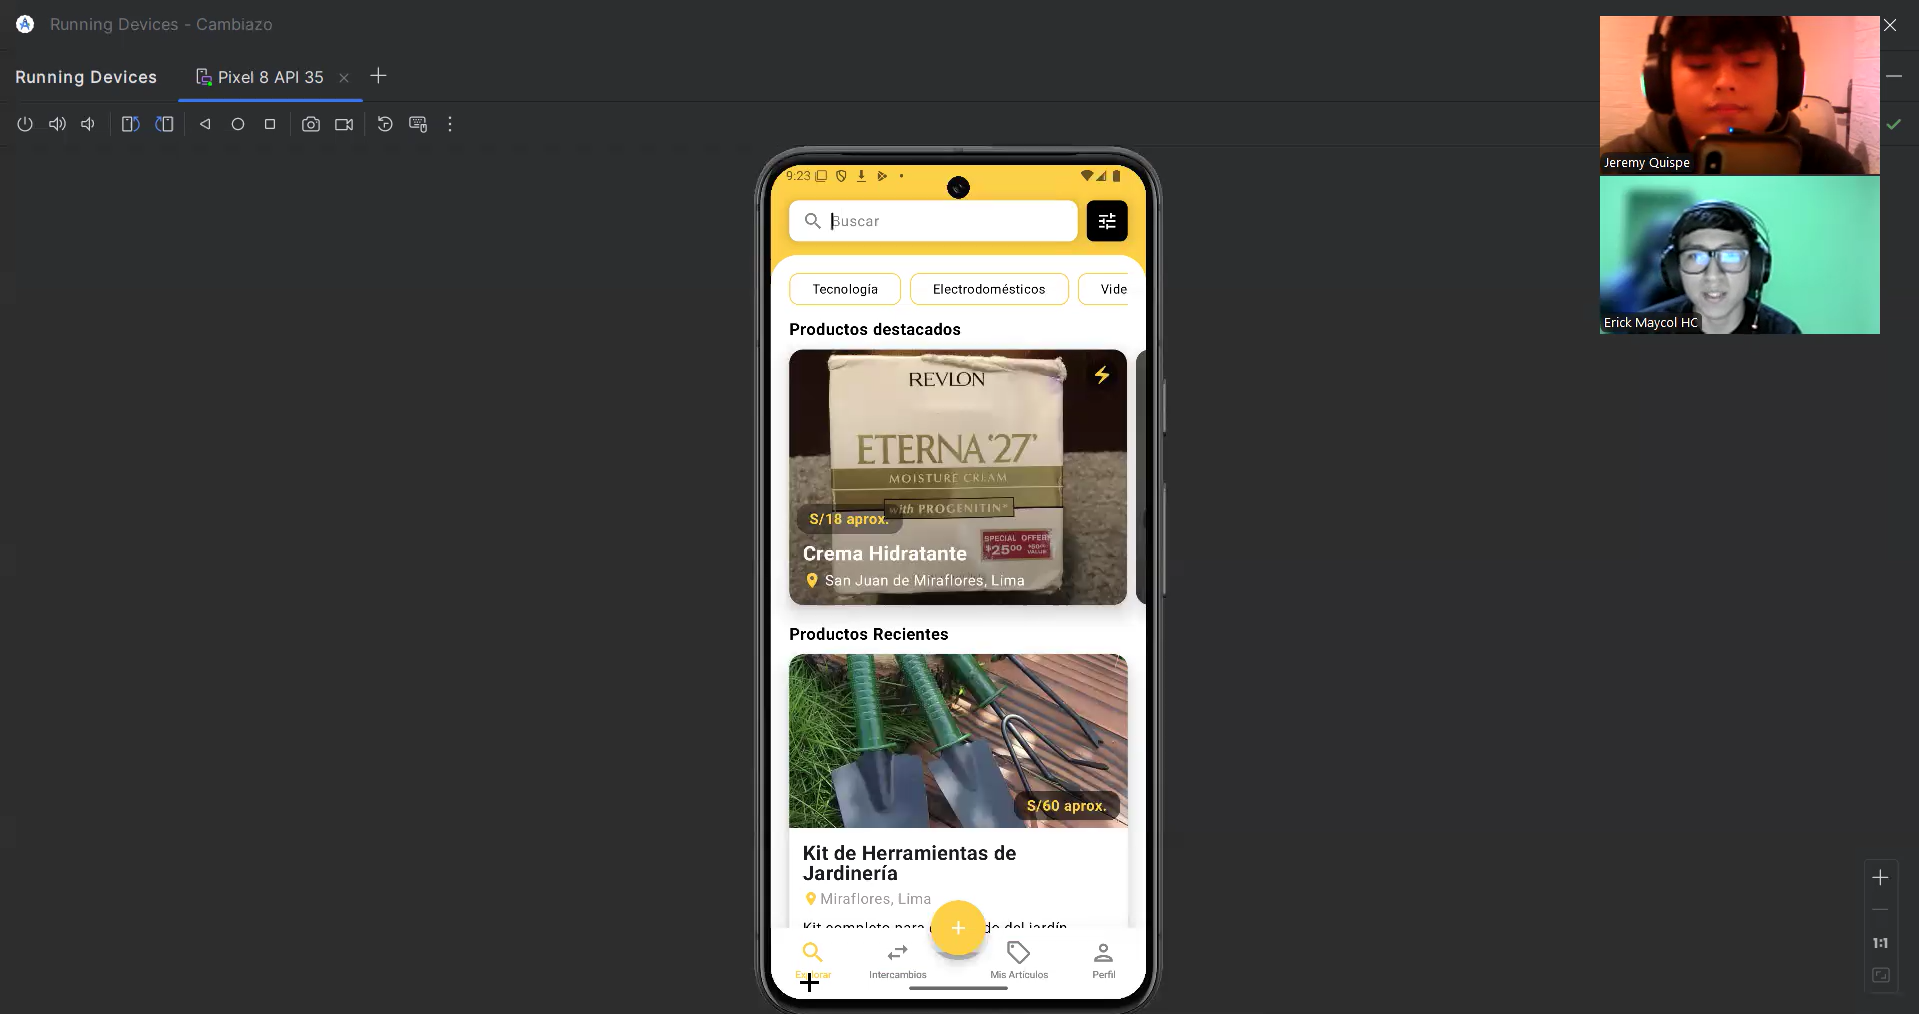 Running Devices - Cambiazo
Running Devices
Pixel 8 API 35
Jeremy Quispe
Erick Maycol HC
9:23
Buscar
Tecnología
Electrodomésticos
Vide
Productos destacados
REVLON
ETERNA '27'
MOISTURE CREAM
with PROGENITIN
S/18 aprox.
SPECIAL OFFER
$25.00
VALUE
Crema Hidratante
San Juan de Miraflores, Lima
Productos Recientes
S/60 aprox.
Kit de Herramientas de
Jardinería
Miraflores, Lima
Kit completo para
do del jardín
Explorar
Intercambios
Mis Artículos
Perfil
1:1